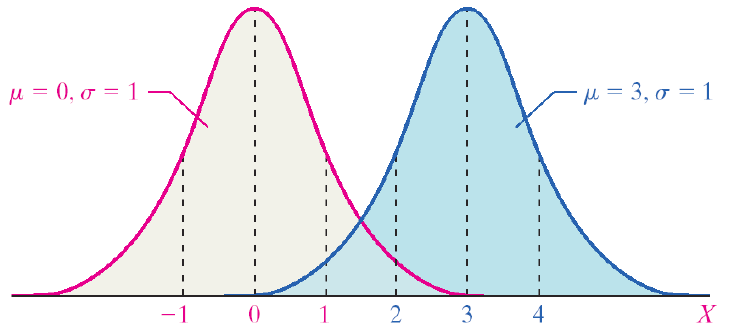 μ = 0, σ = 1
μ = 3, σ = 1
−1 0 1 2 3 4 X